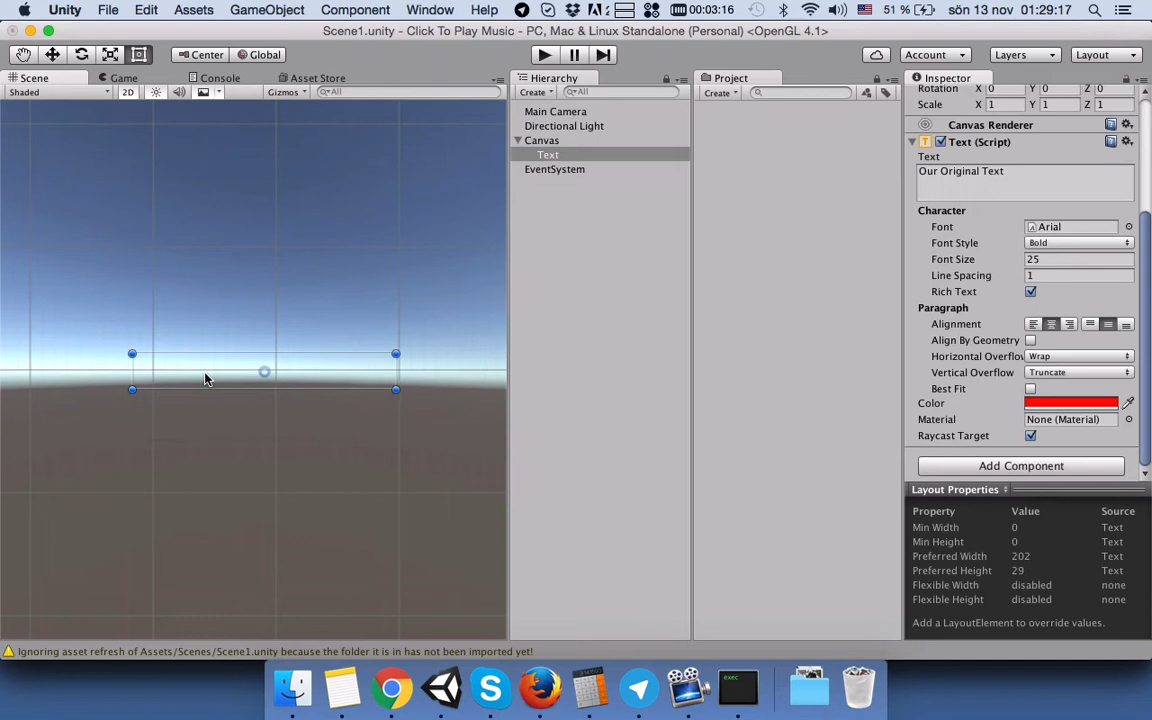 Unity File Edit Assets GameObject Component Window Help 00:03:16 51 % sön 13 nov 01:29:17
Scene1.unity - Click To Play Music - PC, Mac & Linux Standalone (Personal) <OpenGL 4.1>
Center Global Account Layers Layout
Scene Game Console Asset Store Hierarchy Project Inspector
Shaded 2D Gizmos All Create All Create
Rotation X 0 Y 0 Z 0
Scale X 1 Y 1 Z 1
Main Camera
Directional Light
Canvas
Text
EventSystem
Canvas Renderer
Text (Script)
Text
Our Original Text
Character
Font Arial
Font Style Bold
Font Size 25
Line Spacing 1
Rich Text
Paragraph
Alignment
Align By Geometry
Horizontal Overflow Wrap
Vertical Overflow Truncate
Best Fit
Color
Material None (Material)
Raycast Target
Add Component
Layout Properties
Property Value Source
Min Width 0 Text
Min Height 0 Text
Preferred Width 202 Text
Preferred Height 29 Text
Flexible Width disabled none
Flexible Height disabled none
Add a LayoutElement to override values.
Ignoring asset refresh of Assets/Scenes/Scene1.unity because the folder it is in has not been imported yet!
exec